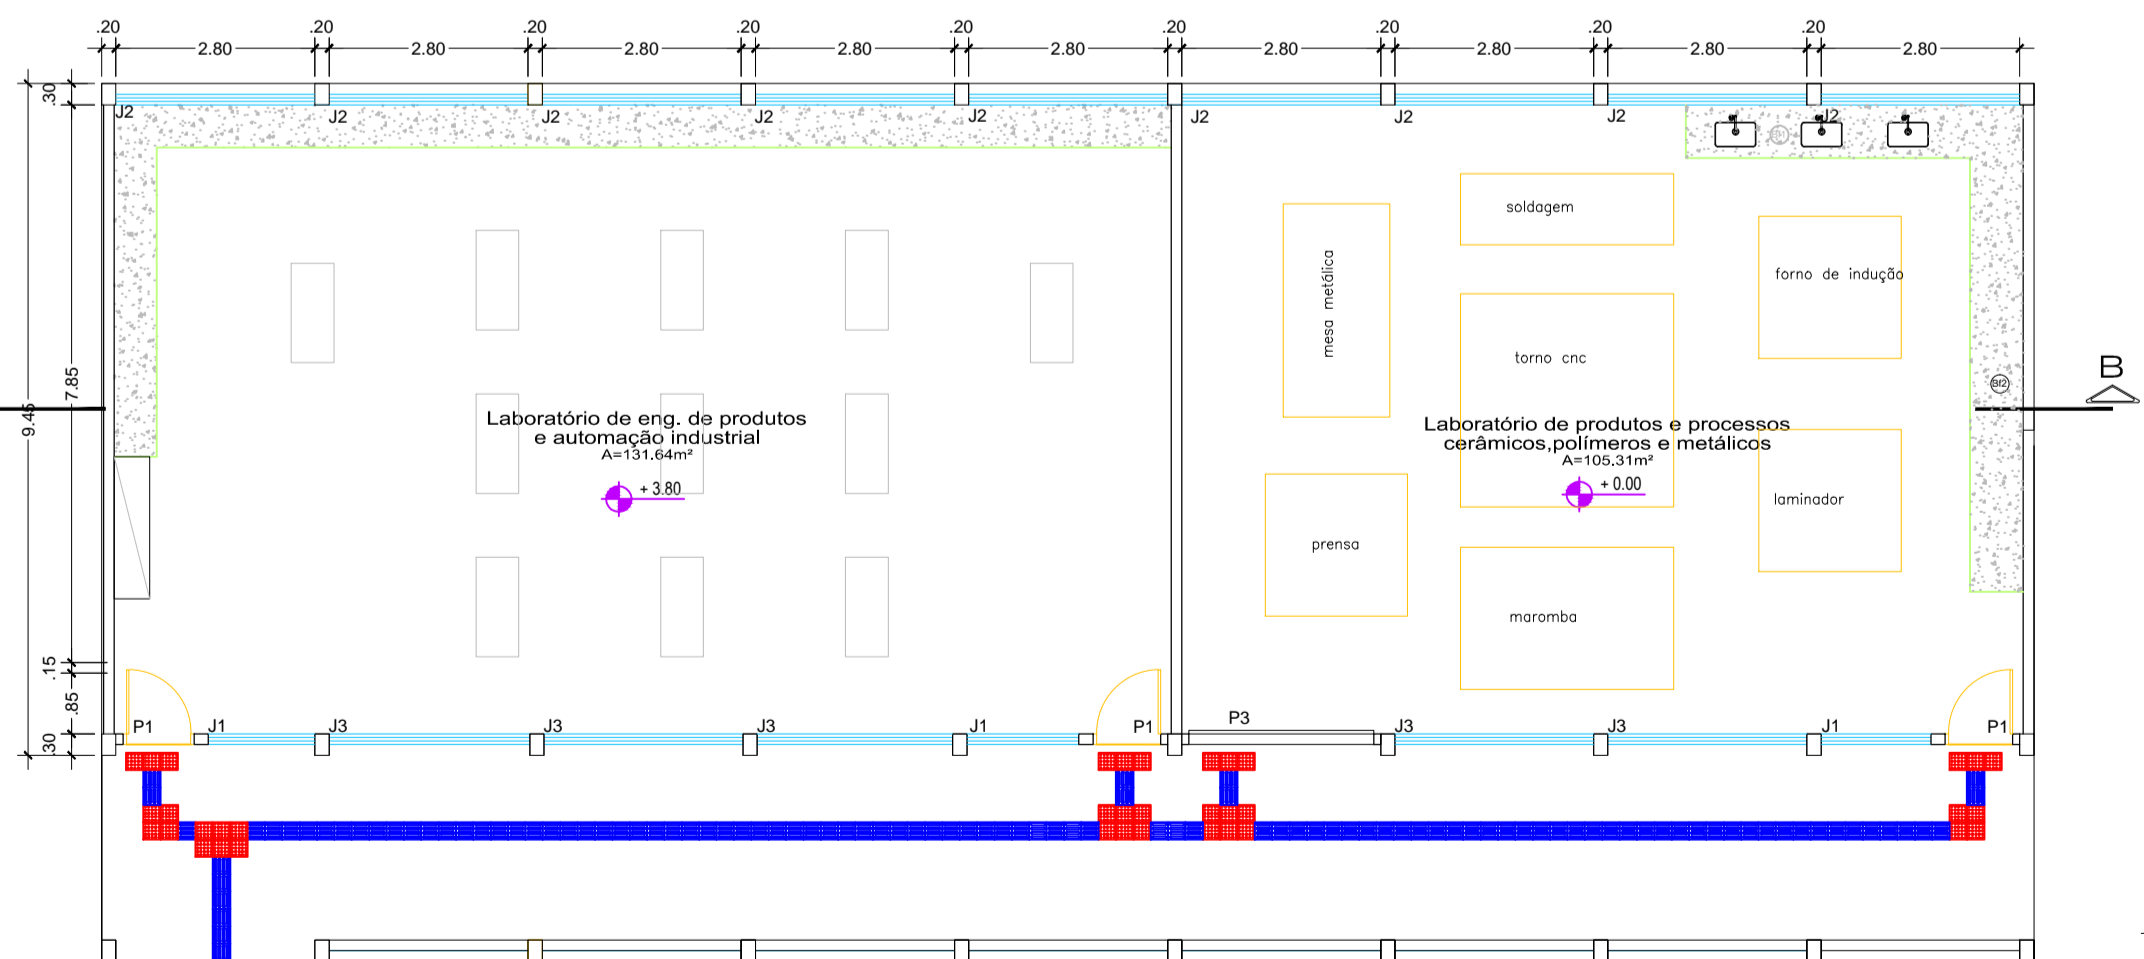 .20 .20 .20 .20 .20 .20 .20 .20 .20
2.80 2.80 2.80 2.80 2.80 2.80 2.80 2.80 2.80
.30
J2 J2 J2 J2 J2 J2 J2 J2 J2
soldagem
forno de indução
mesa metálica
torno cnc
B
Bf2
7.85
9.45
Laboratório de eng. de produtos
e automação industrial
A=131.64m²
+ 3.80
Laboratório de produtos e processos
cerâmicos,polímeros e metálicos
A=105.31m²
+ 0.00
laminador
prensa
maromba
.15
.85
.30
P1 J1 J3 J3 J3 J1 P1 P3 J3 J3 J1 P1